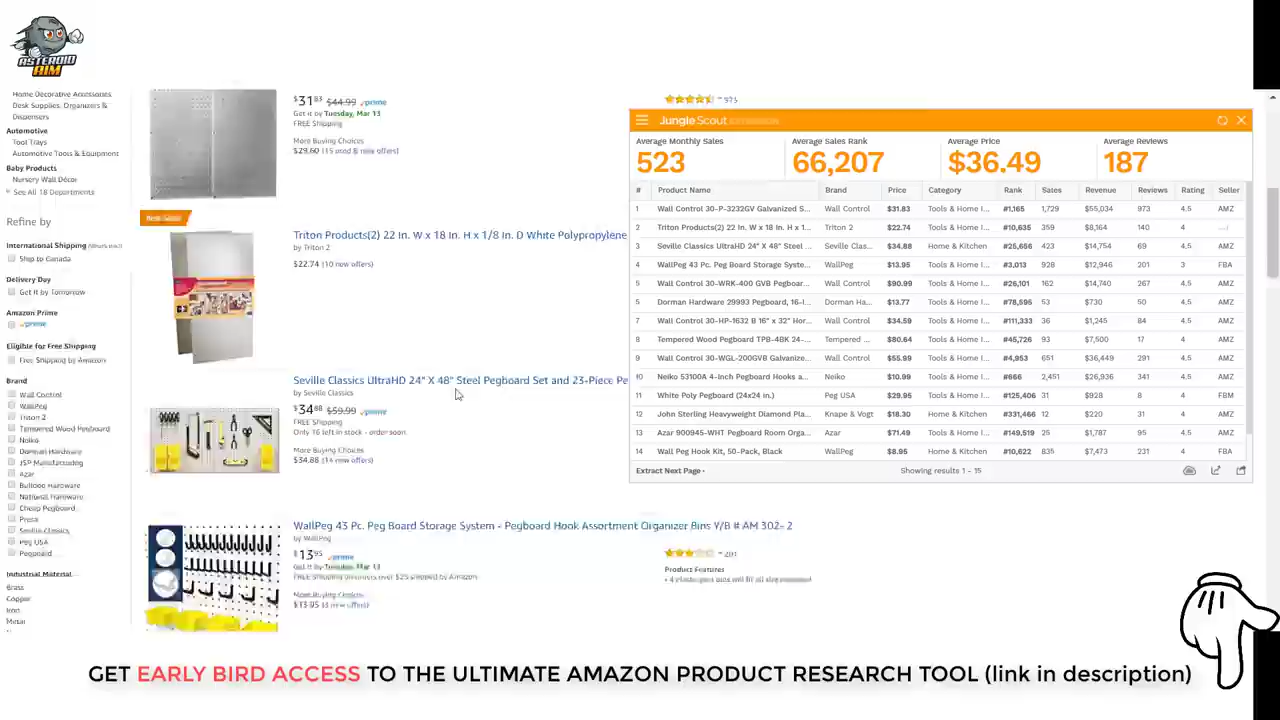 ASTEROID
AIM
Home Decorative Accessories
Desk Supplies, Organizers &
Dispensers
Automotive
Tool Trays
Automotive Tools & Equipment
Baby Products
Nursery Wall Décor
See All 18 Departments
Refine by
International Shipping (What's this?)
Ship to Canada
Delivery Day
Get It by Tomorrow
Amazon Prime
prime
Eligible for Free Shipping
Free Shipping by Amazon
Brand
Wall Control
WallPeg
Triton 2
Tempered Wood Pegboard
Neiko
Dorman Hardware
JSP Manufacturing
Azar
Bulldog Hardware
National Hardware
Cheap Pegboard
Presa
Seville Classics
Peg USA
Pegboard
Industrial Material
Brass
Copper
Iron
Metal
$31 83 $44.99 prime
Get it by Tuesday, Mar 13
FREE Shipping
More Buying Choices
$29.60 (15 used & new offers)
973
Best Seller
Triton Products(2) 22 In. W x 18 In. H x 1/8 In. D White Polypropylene
by Triton 2
$22.74 (10 new offers)
Seville Classics UltraHD 24" X 48" Steel Pegboard Set and 23-Piece Pe
by Seville Classics
$34 88 $59.99 prime
FREE Shipping
Only 16 left in stock - order soon
More Buying Choices
$34.88 (14 new offers)
WallPeg 43 Pc. Peg Board Storage System - Pegboard Hook Assortment Organizer Bins Y/B # AM 302- 2
by WallPeg
$13 95 prime
Get it by Tuesday, Mar 13
FREE Shipping on orders over $25 shipped by Amazon
More Buying Choices
$13.95 (3 new offers)
201
Product Features
Jungle Scout
Average Monthly Sales Average Sales Rank Average Price Average Reviews
523 66,207 $36.49 187
# Product Name Brand Price Category Rank Sales Revenue Reviews Rating Seller
1 Wall Control 30-P-3232GV Galvanized S... Wall Control $31.83 Tools & Home I... #1,165 1,729 $55,034 973 4.5 AMZ
2 Triton Products(2) 22 In. W x 18 In. H x 1... Triton 2 $22.74 Tools & Home I... #10,635 359 $8,164 140 4
3 Seville Classics UltraHD 24" X 48" Steel ... Seville Clas... $34.88 Home & Kitchen #25,656 423 $14,754 69 4.5 AMZ
4 WallPeg 43 Pc. Peg Board Storage Syste... WallPeg $13.95 Tools & Home I... #3,013 928 $12,946 201 3 FBA
5 Wall Control 30-WRK-400 GVB Pegboar... Wall Control $90.99 Tools & Home I... #26,101 162 $14,740 267 4.5 AMZ
Dorman Hardware 29993 Pegboard, 16-I... Dorman Ha... $13.77 Tools & Home I... #78,595 53 $730 50 4.5 AMZ
7 Wall Control 30-HP-1632 B 16" x 32" Hor... Wall Control $34.59 Tools & Home I... #111,333 36 $1,245 84 4.5 AMZ
8 Tempered Wood Pegboard TPB-4BK 24-... Tempered ... $80.64 Tools & Home I... #45,726 93 $7,500 17 4 AMZ
9 Wall Control 30-WGL-200GVB Galvanize... Wall Control $55.99 Tools & Home I... #4,953 651 $36,449 291 4.5 AMZ
10 Neiko 53100A 4-Inch Pegboard Hooks a... Neiko $10.99 Tools & Home I... #666 2,451 $26,936 341 4.5 AMZ
11 White Poly Pegboard (24x24 in.) Peg USA $29.95 Tools & Home I... #125,406 31 $928 8 4 FBM
12 John Sterling Heavyweight Diamond Pla... Knape & Vogt $18.30 Home & Kitchen #331,466 12 $220 31 4 AMZ
13 Azar 900945-WHT Pegboard Room Orga... Azar $71.49 Tools & Home I... #149,519 25 $1,787 95 4.5 AMZ
14 Wall Peg Hook Kit, 50-Pack, Black WallPeg $8.95 Home & Kitchen #10,622 835 $7,473 231 4 FBA
Extract Next Page Showing results 1 - 15
GET EARLY BIRD ACCESS TO THE ULTIMATE AMAZON PRODUCT RESEARCH TOOL (link in description)